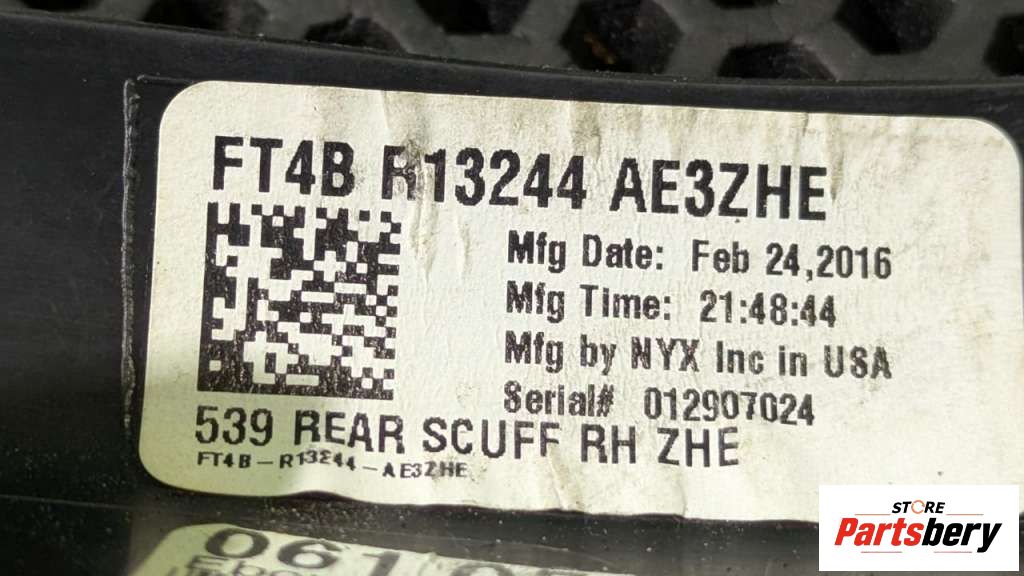 FT4B R13244 AE3ZHE
Mfg Date: Feb 24,2016
Mfg Time: 21:48:44
Mfg by NYX Inc in USA
Serial# 012907024
539 REAR SCUFF RH ZHE
FT4B-R13244-AE3ZHE
STORE
Partsbery